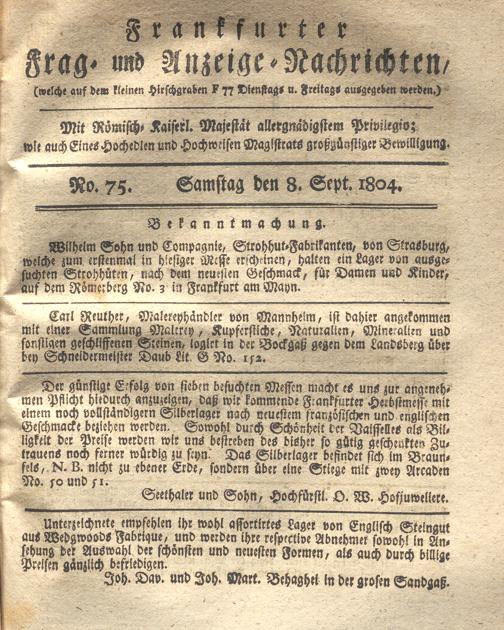 Frankfurter
Frag- und Anzeige-Nachrichten,
(welche auf dem kleinen Hirschgraben F 77 Dienstags u. Freitags ausgegeben werden.)
Mit Römisch-Kaiserl. Majestät allergnädigstem Privilegio;
wie auch Eines Hochedlen und Hochweisen Magistrats großgünstiger Bewilligung.
No. 75. Samstag den 8. Sept. 1804.
Bekanntmachung.
Wilhelm Sohn und Compagnie, Strohhut-Fabrikanten, von Strasburg,
welche zum erstenmal in hiesiger Messe erscheinen, halten ein Lager von ausge-
suchten Strohhüten, nach dem neuesten Geschmack, für Damen und Kinder,
auf dem Römerberg No. 3 in Frankfurt am Mayn.
Carl Reuther, Malereyhändler von Mannheim, ist dahier angekommen
mit einer Sammlung Malerey, Kupferstiche, Naturalien, Mineralien und
sonstigen geschliffenen Steinen, logirt in der Bockgaß gegen dem Landsberg über
bey Schneidermeister Daub Lit. G No. 152.
Der günstige Erfolg von sieben besuchten Messen macht es uns zur angeneh-
men Pflicht hiedurch anzuzeigen, daß wir kommende Frankfurter Herbstmesse mit
einem noch vollständigern Silberlager nach neuestem französischen und englischen
Geschmacke beziehen werden. Sowohl durch Schönheit der Vaisselles als Bil-
ligkeit der Preise werden wir uns bestreben des bisher so gütig geschenkten Zu-
trauens noch ferner würdig zu seyn. Das Silberlager befindet sich im Braun-
fels, N. B. nicht zu ebener Erde, sondern über eine Stiege mit zwey Arcaden
No. 50 und 51.
Seethaler und Sohn, Hochfürstl. O. W. Hofjuweliere.
Unterzeichnete empfehlen ihr wohl assortirtes Lager von Englisch Steingut
aus Wedgwoods Fabrique, und werden ihre respective Abnehmer sowohl in An-
sehung der Auswahl der schönsten und neuesten Formen, als auch durch billige
Preisen gänzlich befriedigen.
Joh. Dav. und Joh. Mart. Behaghel in der grosen Sandgaß.